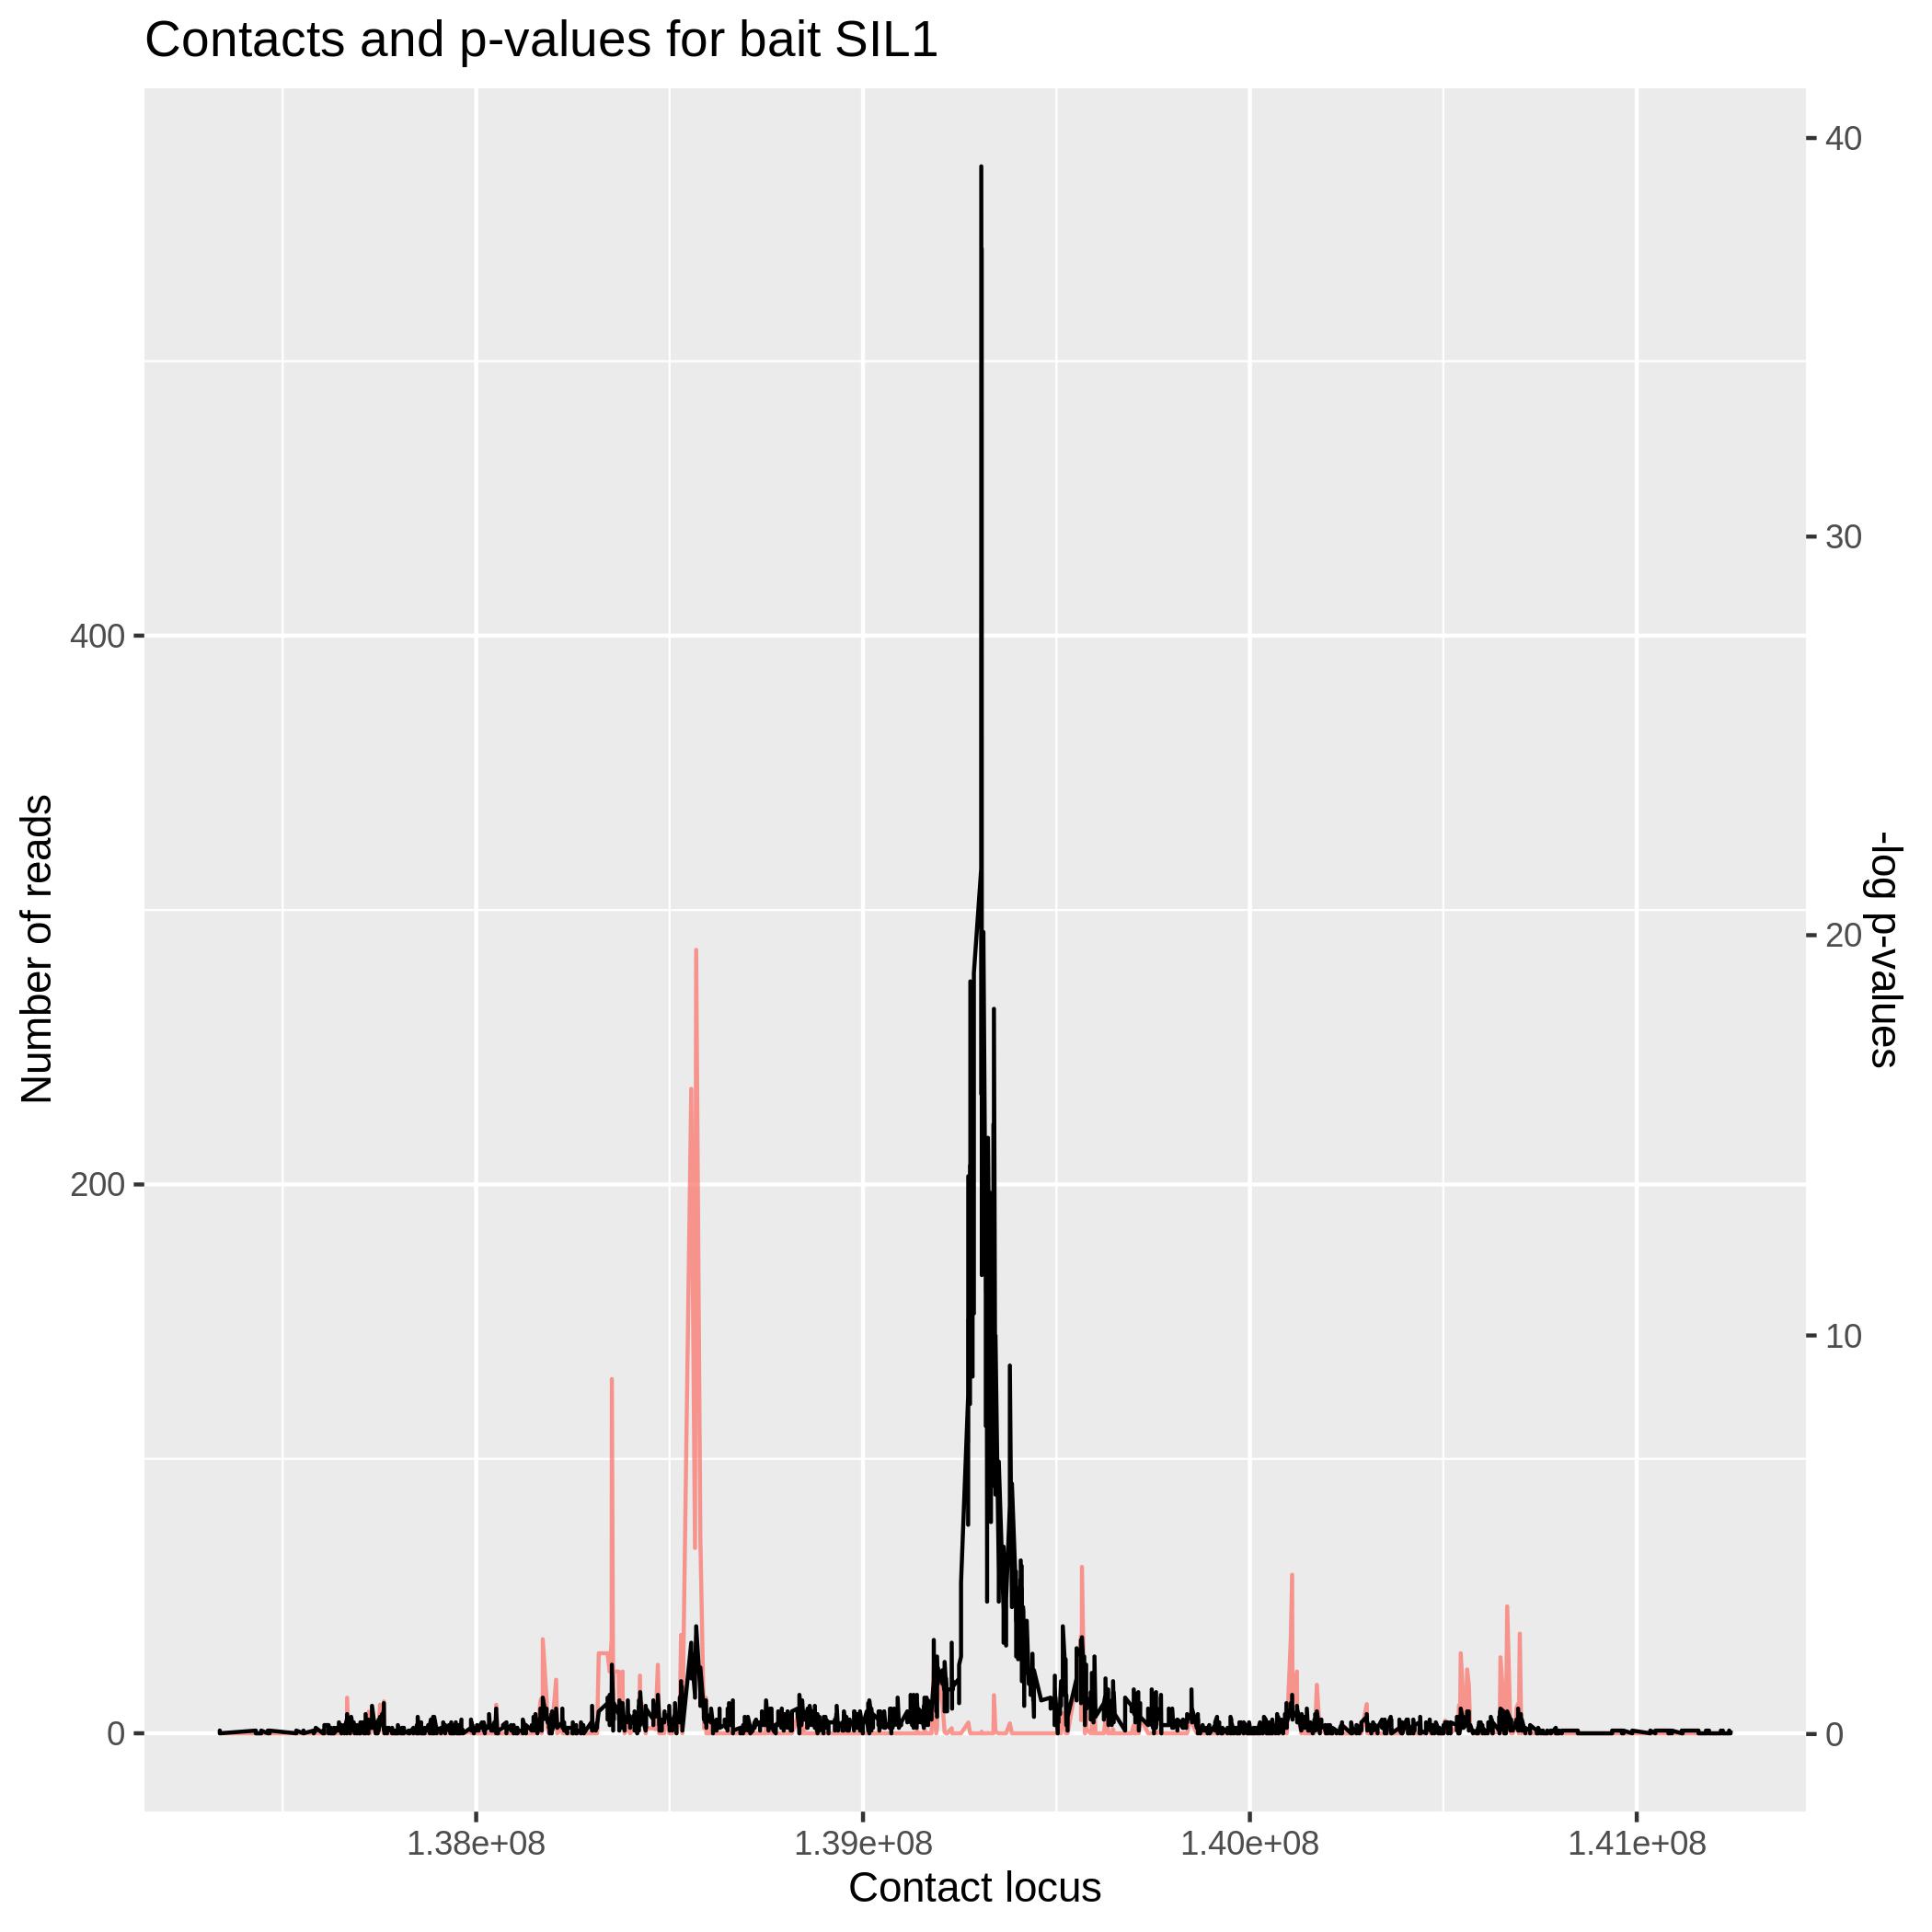 Contacts and p-values for bait SIL1
Number of reads
400
200
0
40
30
20
10
0
-log p-values
1.38e+08
1.39e+08
1.40e+08
1.41e+08
Contact locus